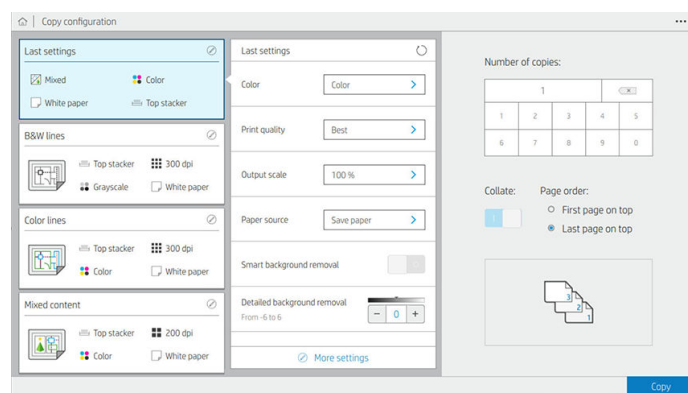 Copy configuration
Last settings
Mixed
Color
White paper
Top stacker
B&W lines
Top stacker
300 dpi
Grayscale
White paper
Color lines
Top stacker
300 dpi
Color
White paper
Mixed content
Top stacker
200 dpi
Color
White paper
Last settings
Color
Color
Print quality
Best
Output scale
100 %
Paper source
Save paper
Smart background removal
Detailed background removal
From -6 to 6
− 0 +
More settings
Number of copies:
1
1 2 3 4 5
6 7 8 9 0
Collate:
Page order:
First page on top
Last page on top
3
2
1
Copy